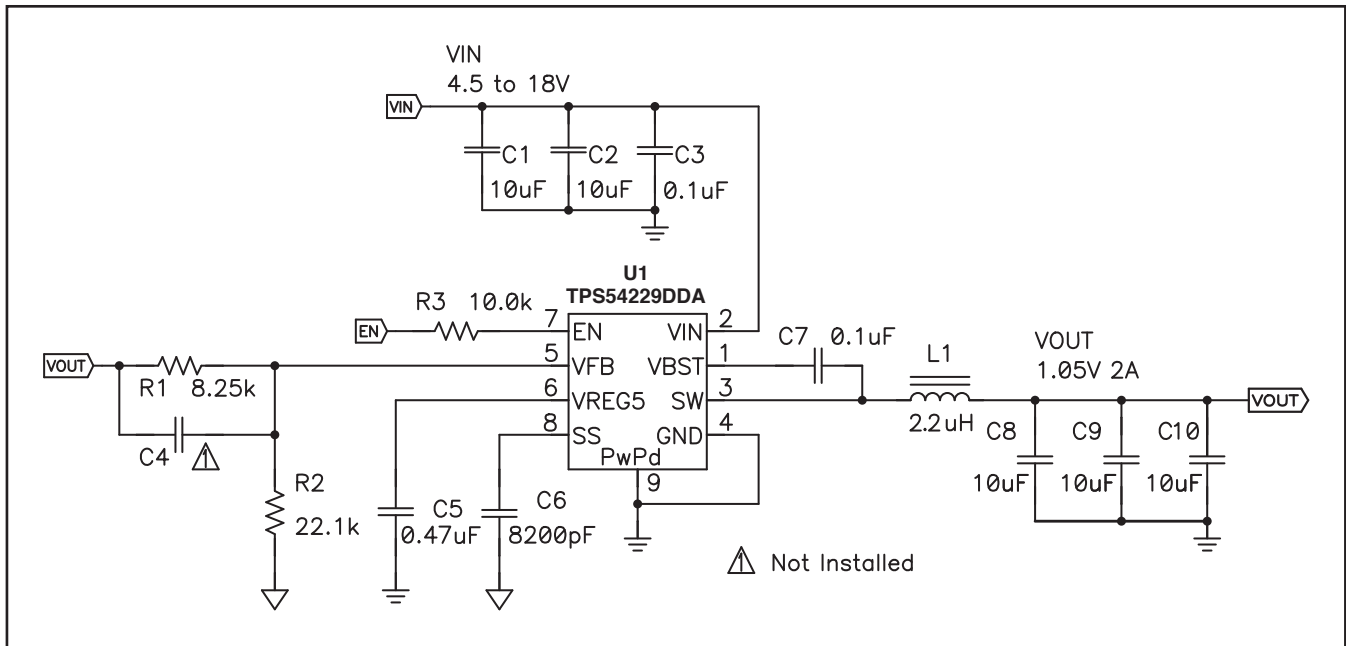 VIN
4.5 to 18V
VIN
C1
C2
C3
10uF
10uF
0.1uF
U1
TPS54229DDA
R3 10.0k
EN
7
EN
VIN
2
C7
0.1uF
L1
VOUT
1.05V 2A
VOUT
R1 8.25k
5
VFB
VBST
1
6
VREG5
SW
3
2.2uH
VOUT
8
SS
GND
4
C4
1
PwPd
9
C8
C9
C10
10uF
10uF
10uF
R2
22.1k
C5
0.47uF
C6
8200pF
1 Not Installed